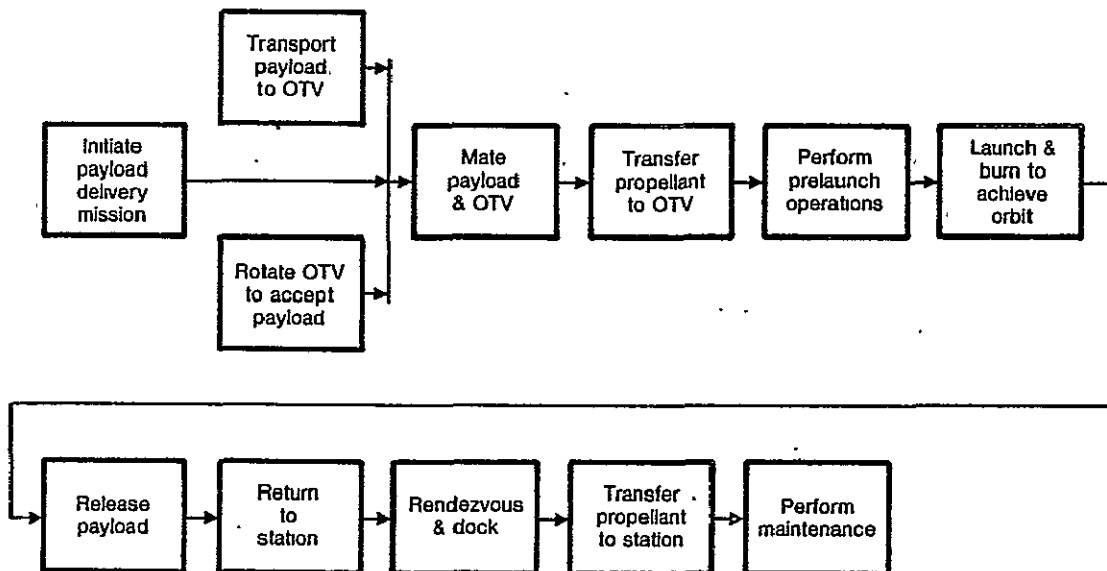 Transport
payload
to OTV
Initiate
payload
delivery
mission
Rotate OTV
to accept
payload
Mate
payload
& OTV
Transfer
propellant
to OTV
Perform
prelaunch
operations
Launch &
burn to
achieve
orbit
Release
payload
Return
to
station
Rendezvous
& dock
Transfer
propellant
to station
Perform
maintenance